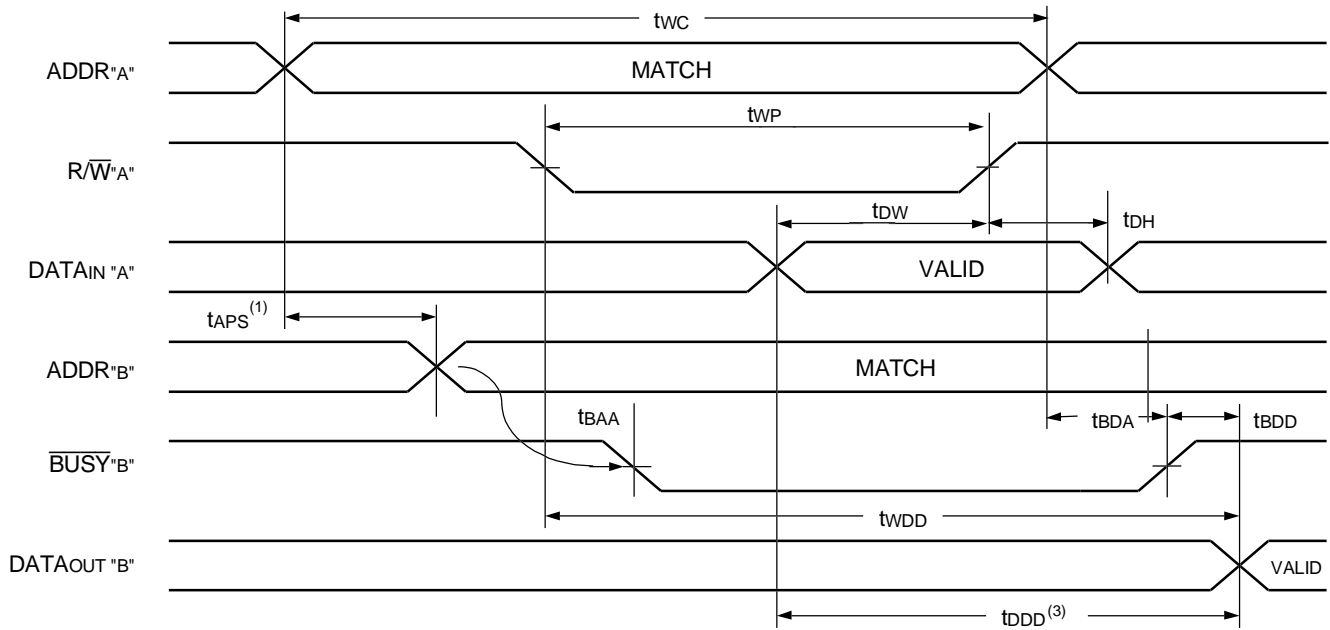 tWC
ADDR"A"
MATCH
tWP
R/W̅"A"
tDW
tDH
DATAIN "A"
VALID
tAPS(1)
ADDR"B"
MATCH
tBAA
tBDA
tBDD
B̅U̅S̅Y̅"B"
tWDD
DATAOUT "B"
VALID
tDDD(3)